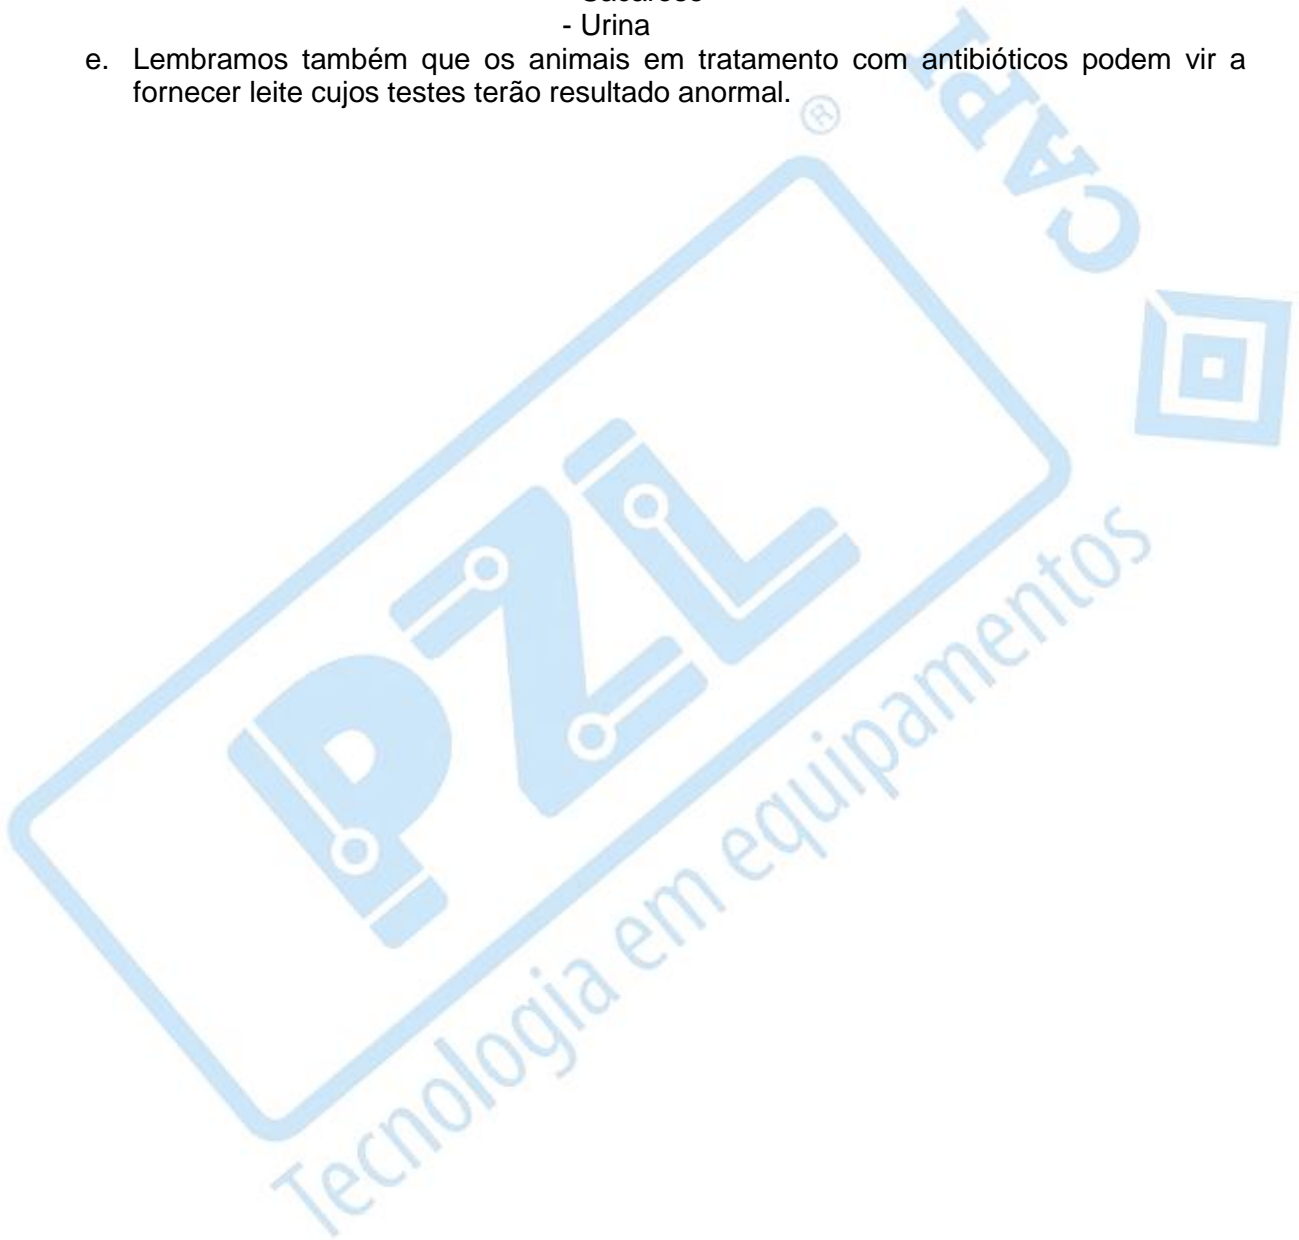 - Urina
e. Lembramos também que os animais em tratamento com antibióticos podem vir a
fornecer leite cujos testes terão resultado anormal.
®
CAP
PZL
Tecnologia em equipamentos